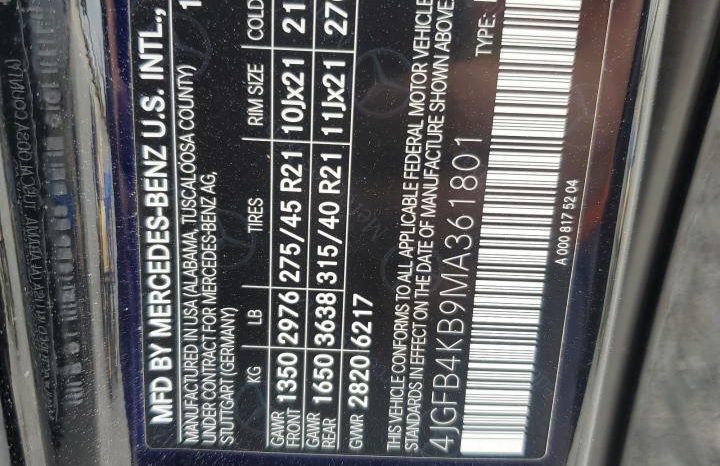 MFD BY MERCEDES-BENZ U.S. INTL.,
MANUFACTURED IN USA (ALABAMA, TUSCALOOSA COUNTY)
UNDER CONTRACT FOR MERCEDES-BENZ AG,
STUTTGART (GERMANY)
KG LB TIRES RIM SIZE COLD
GAWR FRONT 1350 2976 275/45 R21 10Jx21
GAWR REAR 1650 3638 315/40 R21 11Jx21
GVWR 2820 6217
THIS VEHICLE CONFORMS TO ALL APPLICABLE FEDERAL MOTOR VEHICLE
STANDARDS IN EFFECT ON THE DATE OF MANUFACTURE SHOWN ABOVE
4JGFB4KB9MA361801 TYPE:
A 000 817 52 04